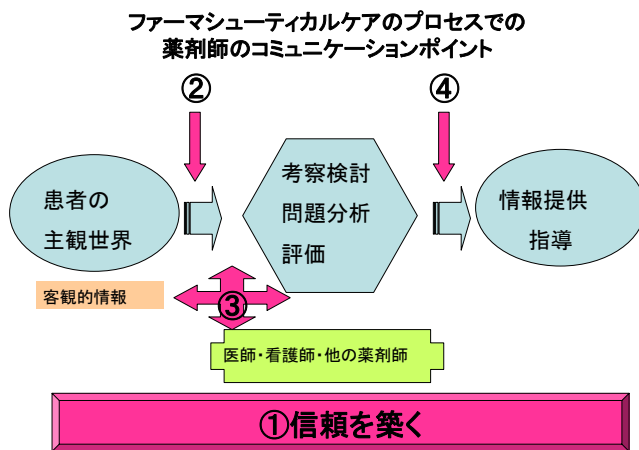 ファーマシューティカルケアのプロセスでの
薬剤師のコミュニケーションポイント
②
④
患者の
主観世界
考察検討
問題分析
評価
情報提供
指導
客観的情報
③
医師・看護師・他の薬剤師
①信頼を築く